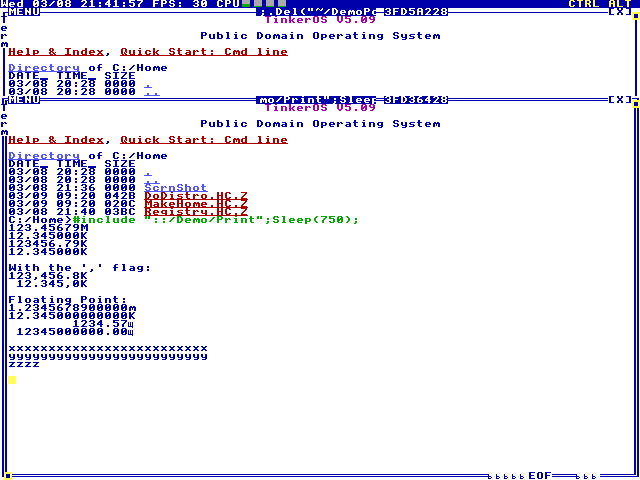 Wed 03/08 21:41:57 FPS: 30 CPU CTRL ALT
MENU ;.Del("~/DemoPc 3FD5A228 [X]
Term
TinkerOS V5.09
Public Domain Operating System
Help & Index, Quick Start: Cmd line
Directory of C:/Home
DATE_ TIME_ SIZE
03/08 20:28 0000 .
03/08 20:28 0000 ..
MENU mo/Print";Sleep 3FD36428 [X]
Term
TinkerOS V5.09
Public Domain Operating System
Help & Index, Quick Start: Cmd line
Directory of C:/Home
DATE_ TIME_ SIZE
03/08 20:28 0000 .
03/08 20:28 0000 ..
03/08 21:36 0000 ScrnShot
03/09 09:20 042B DoDistro.HC.Z
03/09 09:20 020C MakeHome.HC.Z
03/08 21:40 03BC Registry.HC.Z
C:/Home>#include "::/Demo/Print";Sleep(750);
123.45679M
12.345000K
123456.79K
12.345000K
With the ',' flag:
123,456.8K
12.345,0K
Floating Point:
1.2345678900000m
12.345000000000K
1234.57u
12345000000.00u
xxxxxxxxxxxxxxxxxxxxxxxxx
yyyyyyyyyyyyyyyyyyyyyyyyy
zzzz
EOF